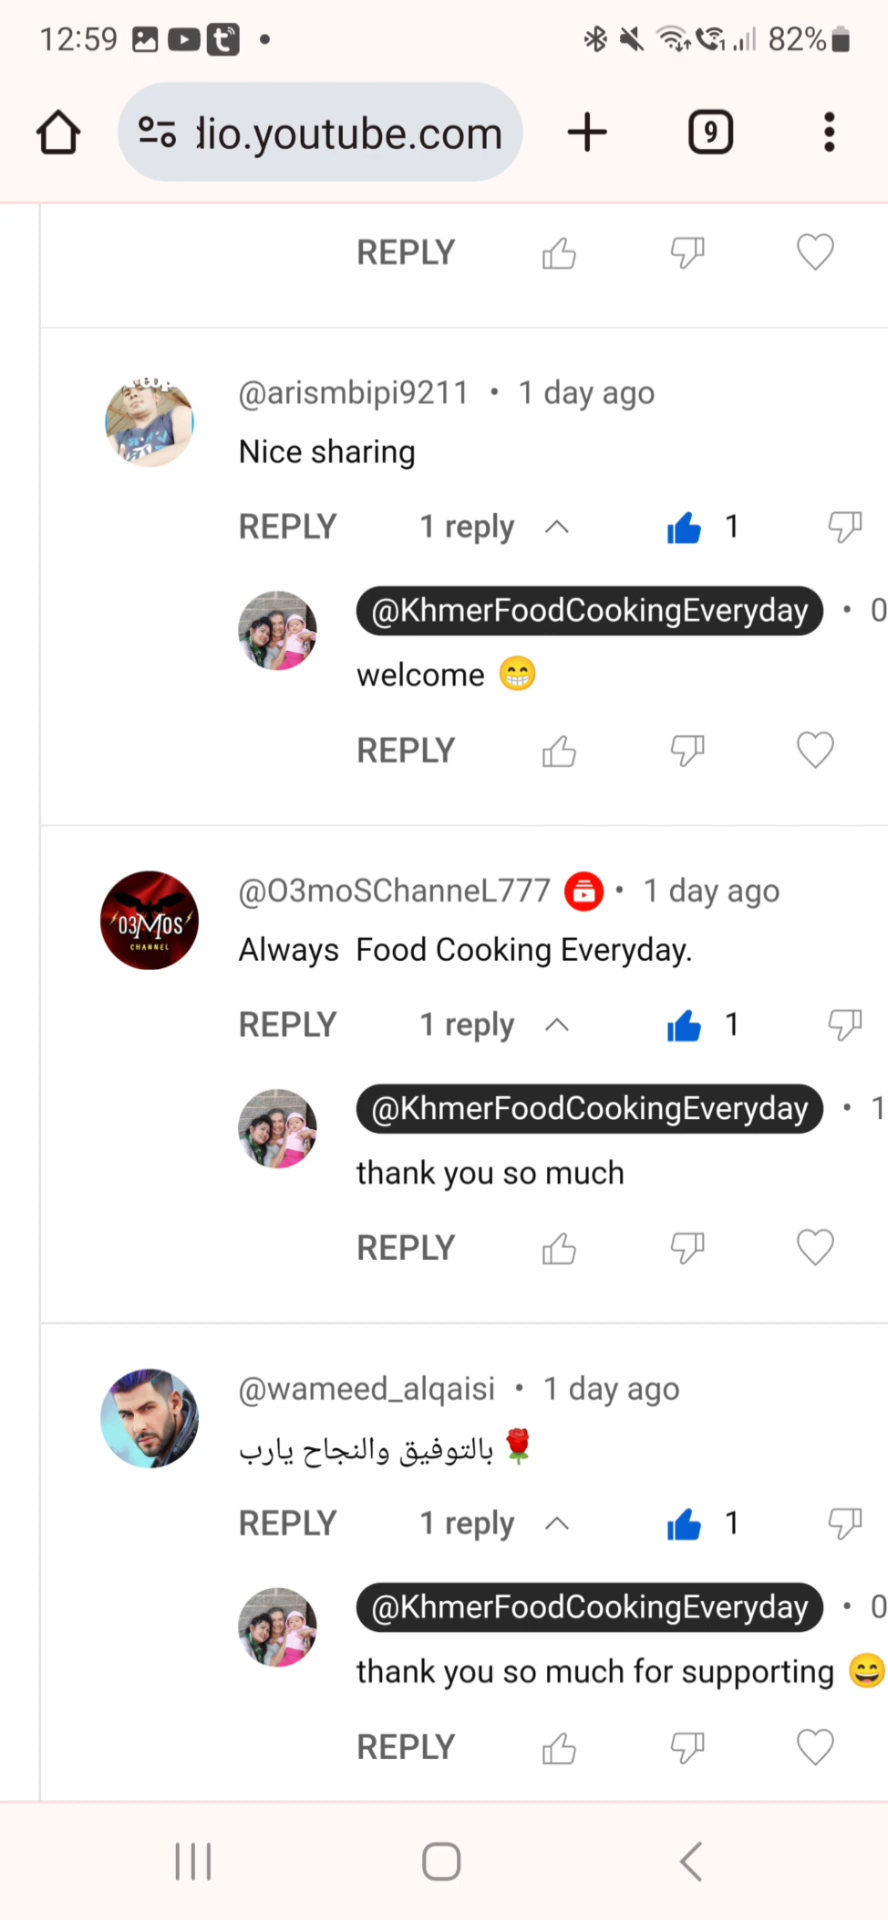 12:59
82%
dio.youtube.com
9
REPLY
@arismbipi9211 • 1 day ago
Nice sharing
REPLY 1 reply 1
@KhmerFoodCookingEveryday • 0
welcome 😁
REPLY
@O3moSChanneL777 • 1 day ago
Always Food Cooking Everyday.
REPLY 1 reply 1
@KhmerFoodCookingEveryday • 1
thank you so much
REPLY
'03MOS'
CHANNEL
@wameed_alqaisi • 1 day ago
بالتوفيق والنجاح يارب 🌹
REPLY 1 reply 1
@KhmerFoodCookingEveryday • 0
thank you so much for supporting 😄
REPLY